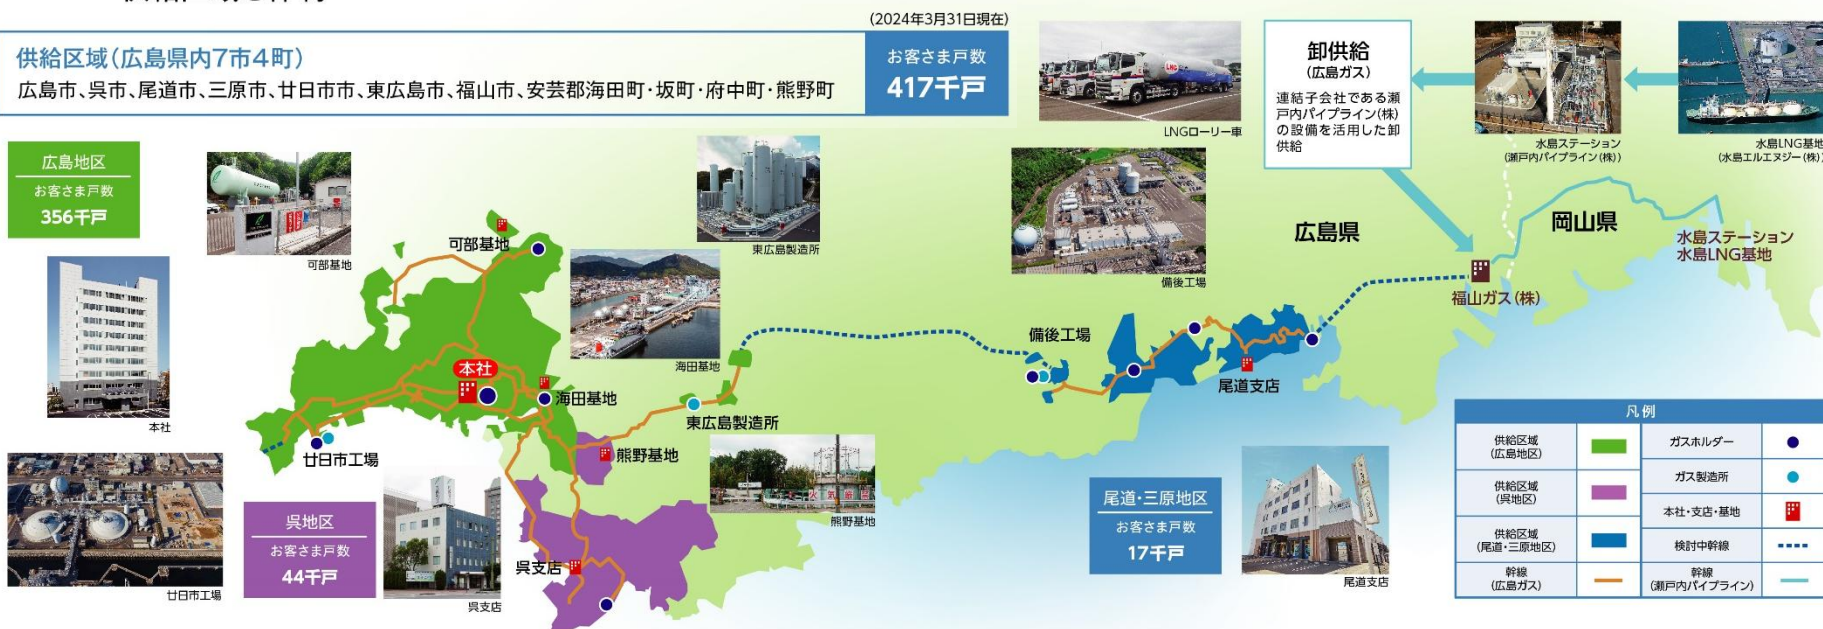 (2024年3月31日現在)
供給区域(広島県内7市4町)
広島市、呉市、尾道市、三原市、廿日市市、東広島市、福山市、安芸郡海田町・坂町・府中町・熊野町
お客さま戸数
417千戸
LNGローリー車
卸供給
(広島ガス)
連結子会社である瀬
戸内パイプライン(株)
の設備を活用した卸
供給
水島ステーション
(瀬戸内パイプライン(株))
水島LNG基地
(水島エルエヌジー(株))
広島地区
お客さま戸数
356千戸
可部基地
可部基地
東広島製造所
海田基地
備後工場
広島県
岡山県
水島ステーション
水島LNG基地
福山ガス(株)
本社
本社
海田基地
東広島製造所
備後工場
尾道支店
廿日市工場
廿日市工場
熊野基地
熊野基地
呉地区
お客さま戸数
44千戸
呉支店
呉支店
尾道・三原地区
お客さま戸数
17千戸
尾道支店
凡例
供給区域
(広島地区)
ガスホルダー
供給区域
(呉地区)
ガス製造所
本社・支店・基地
供給区域
(尾道・三原地区)
検討中幹線
幹線
(広島ガス)
幹線
(瀬戸内パイプライン)